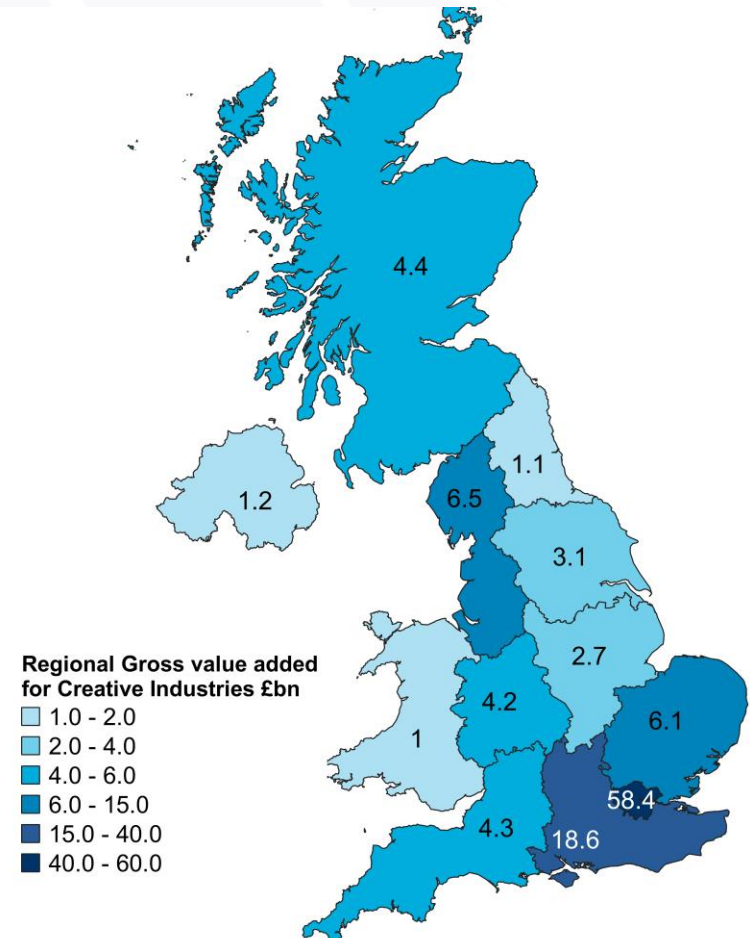 4.4
1.1
1.2
6.5
3.1
2.7
Regional Gross value added
for Creative Industries £bn
1.0 - 2.0
2.0 - 4.0
4.0 - 6.0
6.0 - 15.0
15.0 - 40.0
40.0 - 60.0
4.2
1
6.1
58.4
4.3
18.6